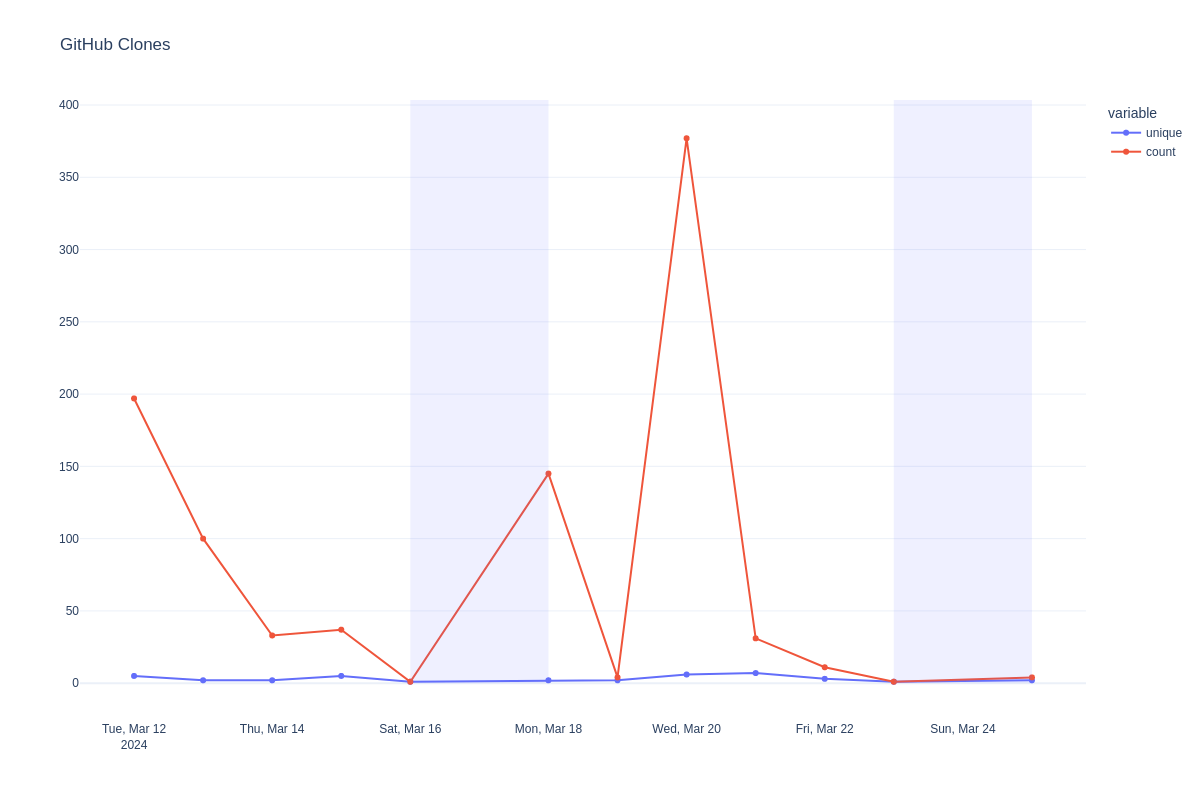 GitHub Clones
400
350
300
250
200
150
100
50
0
Tue, Mar 12
2024
Thu, Mar 14
Sat, Mar 16
Mon, Mar 18
Wed, Mar 20
Fri, Mar 22
Sun, Mar 24
variable
unique
count